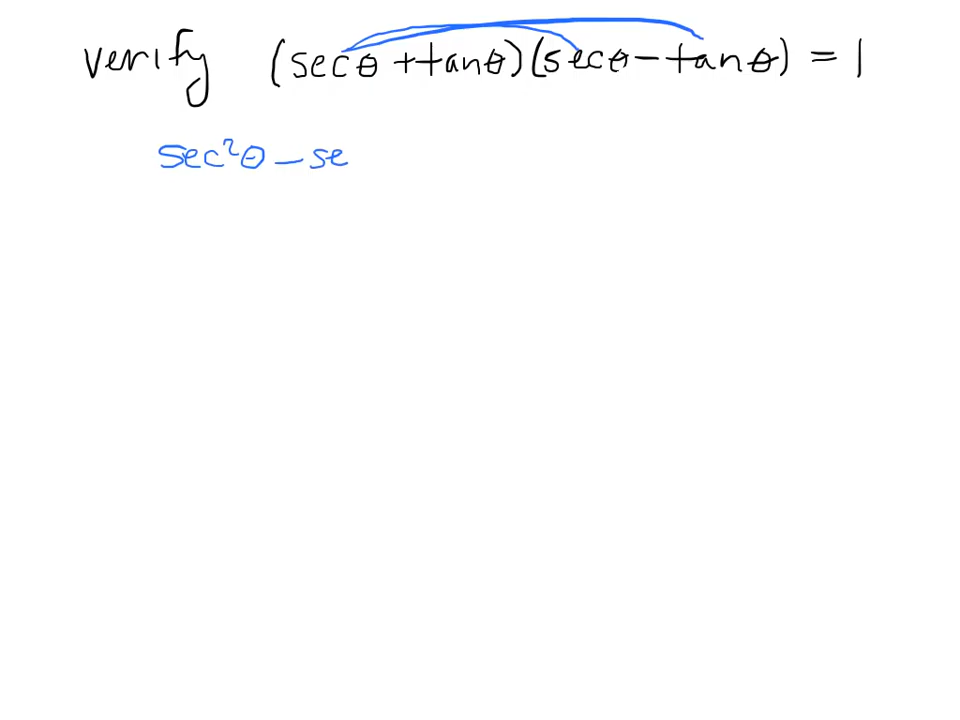 verify (secθ + tanθ)(secθ − tanθ) = 1
sec²θ − se